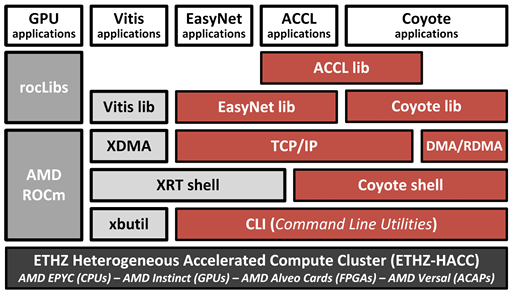 GPU applications
Vitis applications
EasyNet applications
ACCL applications
Coyote applications
ACCL lib
rocLibs
Vitis lib
EasyNet lib
Coyote lib
AMD ROCm
XDMA
TCP/IP
DMA/RDMA
XRT shell
Coyote shell
xbutil
CLI (Command Line Utilities)
ETHZ Heterogeneous Accelerated Compute Cluster (ETHZ-HACC)
AMD EPYC (CPUs) – AMD Instinct (GPUs) – AMD Alveo Cards (FPGAs) – AMD Versal (ACAPs)